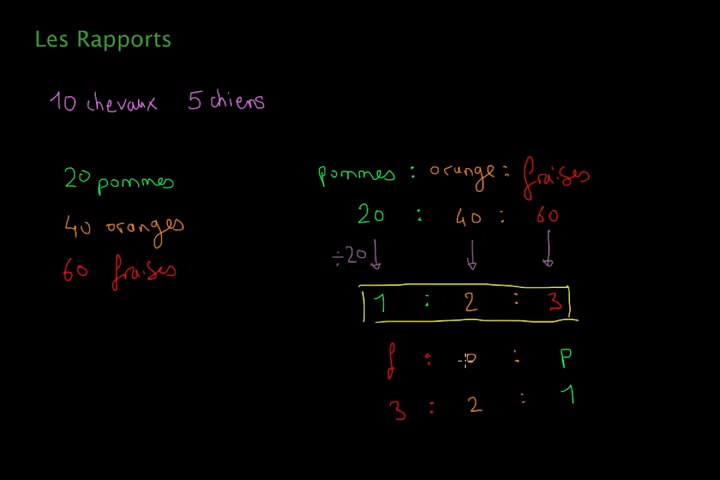 Les Rapports
10 chevaux 5 chiens
20 pommes
40 oranges
60 fraises
pommes : orange : fraises
20 : 40 : 60
÷20
1 : 2 : 3
f : o : P
3 : 2 : 1